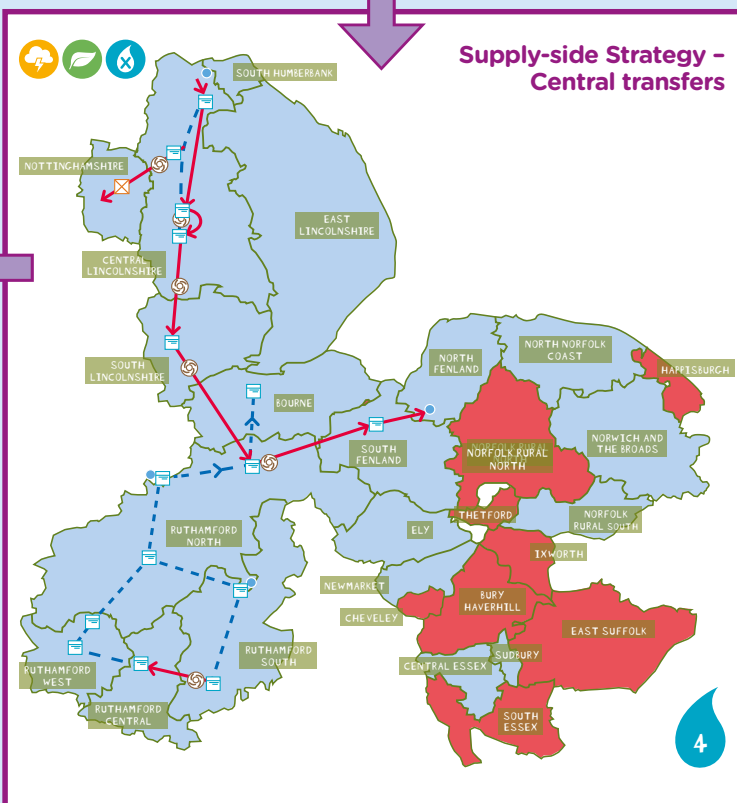 Supply-side Strategy –
Central transfers
SOUTH HUMBERBANK
NOTTINGHAMSHIRE
EAST
LINCOLNSHIRE
CENTRAL
LINCOLNSHIRE
SOUTH
LINCOLNSHIRE
BOURNE
NORTH
FENLAND
NORTH NORFOLK
COAST
HAPPISBURGH
SOUTH
FENLAND
NORFOLK RURAL
NORFOLK RURAL
NORTH
NORWICH AND
THE BROADS
THETFORD
NORFOLK
RURAL SOUTH
ELY
RUTHAMFORD
NORTH
IXWORTH
NEWMARKET
BURY
HAVERHILL
CHEVELEY
EAST SUFFOLK
RUTHAMFORD
SOUTH
SUDBURY
CENTRAL ESSEX
RUTHAMFORD
WEST
RUTHAMFORD
CENTRAL
SOUTH
ESSEX
4